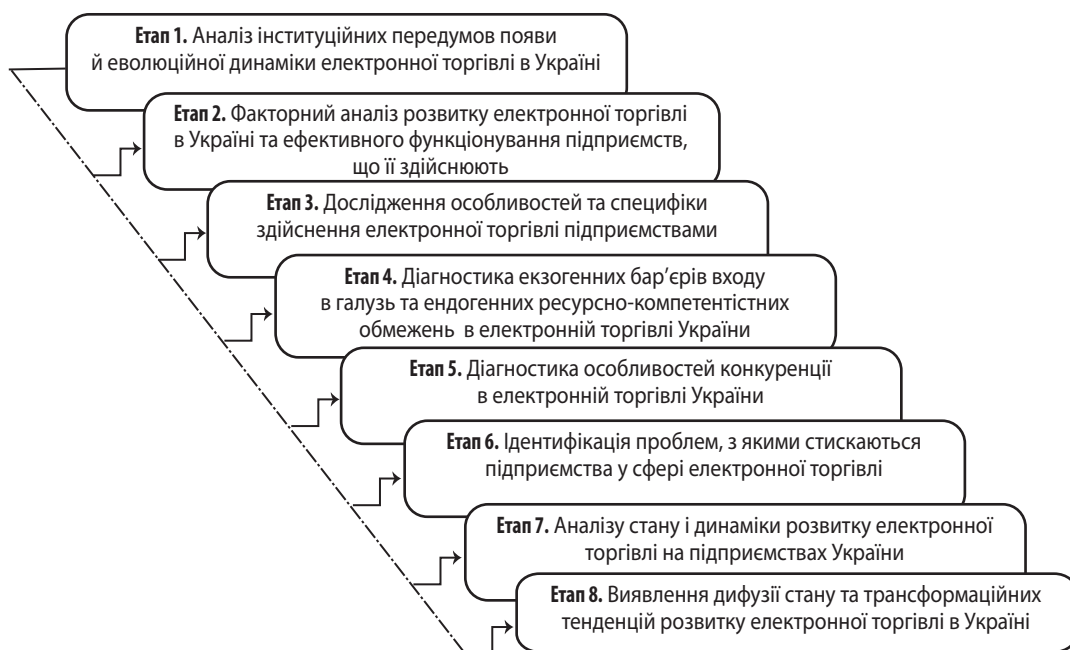 Етап 1. Аналіз інституційних передумов появи
й еволюційної динаміки електронної торгівлі в Україні
Етап 2. Факторний аналіз розвитку електронної торгівлі
в Україні та ефективного функціонування підприємств,
що її здійснюють
Етап 3. Дослідження особливостей та специфіки
здійснення електронної торгівлі підприємствами
Етап 4. Діагностика екзогенних бар’єрів входу
в галузь та ендогенних ресурсно-компетентістних
обмежень в електронній торгівлі України
Етап 5. Діагностика особливостей конкуренції
в електронній торгівлі України
Етап 6. Ідентифікація проблем, з якими стискаються
підприємства у сфері електронної торгівлі
Етап 7. Аналізу стану і динаміки розвитку електронної
торгівлі на підприємствах України
Етап 8. Виявлення дифузії стану та трансформаційних
тенденцій розвитку електронної торгівлі в Україні